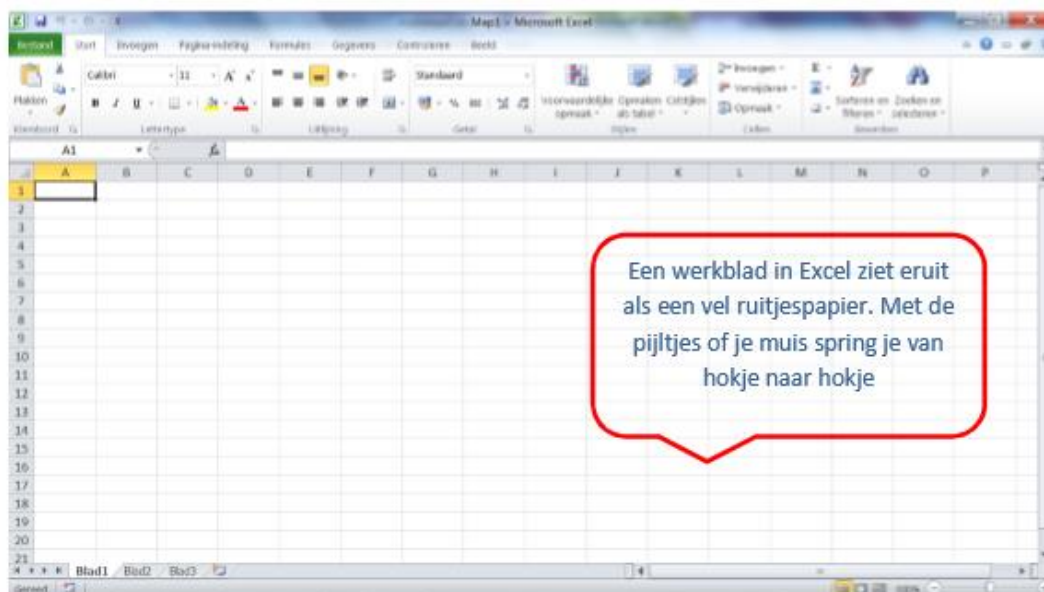 Map1 - Microsoft Excel
Bestand Start Invoegen Pagina-indeling Formules Gegevens Controleren Beeld
Calibri 11 A A Standaard
Plakken B I U A %
Voorwaardelijke opmaak Opmaken als tabel Celstijlen
Invoegen
Verwijderen
Opmaak
Sorteren en filteren Zoeken en selecteren
Klembord Lettertype Uitlijning Getal Stijlen Cellen Bewerken
A1 fx
A B C D E F G H I J K L M N O P
1
2
3
4
5
6
7
8
9
10
11
12
13
14
15
16
17
18
19
20
21
Een werkblad in Excel ziet eruit
als een vel ruitjespapier. Met de
pijltjes of je muis spring je van
hokje naar hokje
Blad1 Blad2 Blad3
Gereed 100%